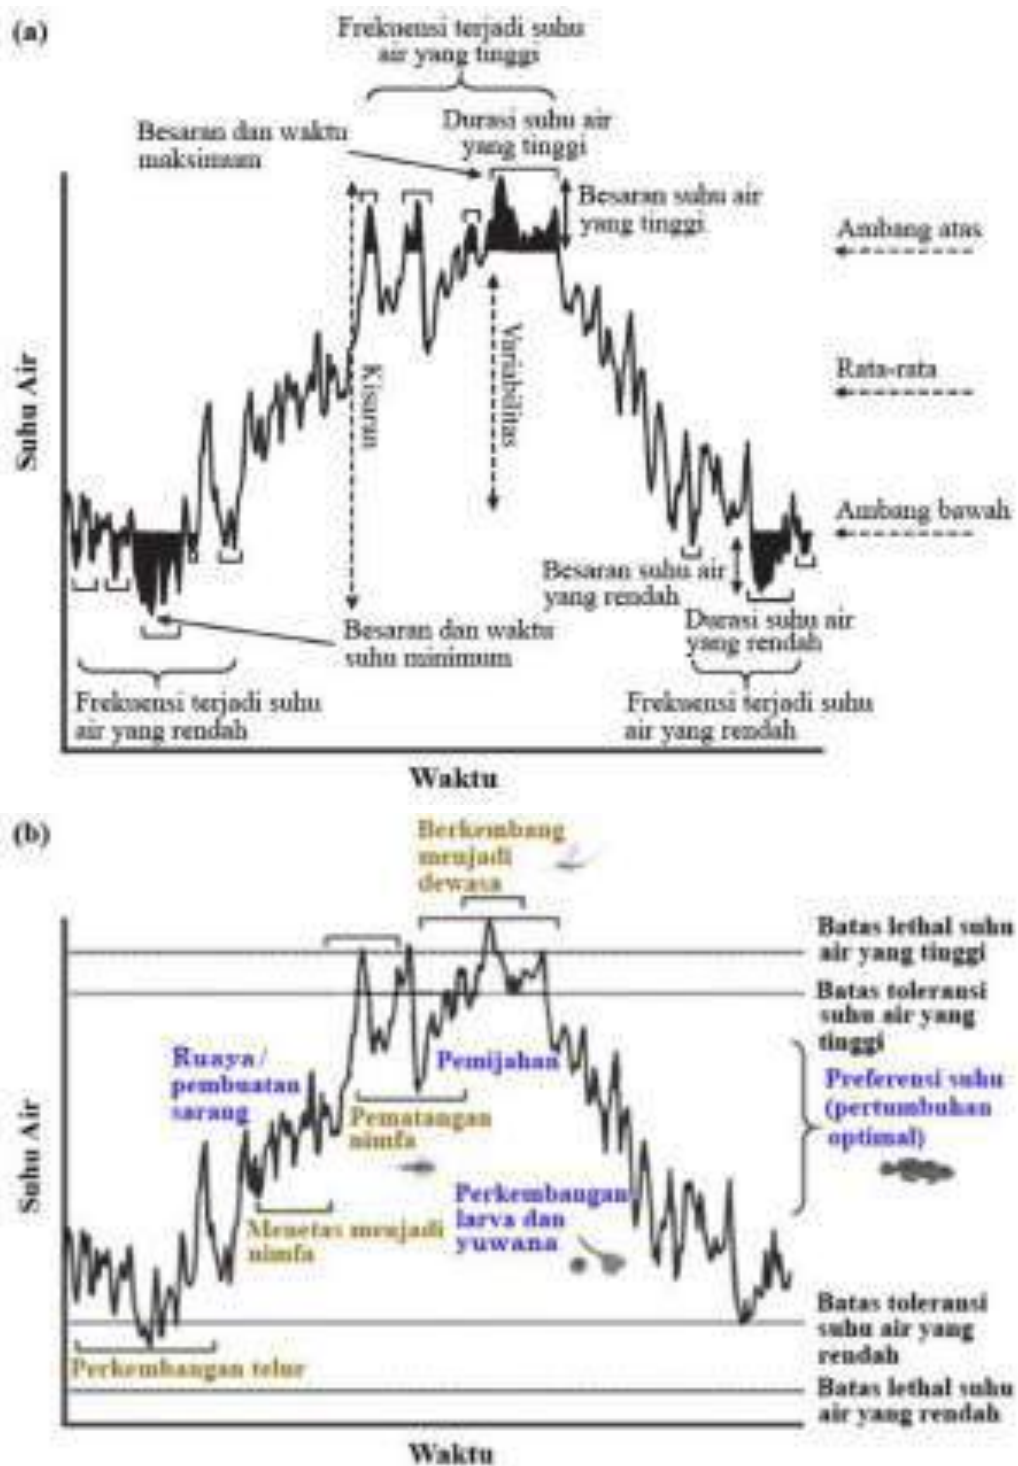 (a)
Frekuensi terjadi suhu
air yang tinggi
Besaran dan waktu
maksimum
Durasi suhu air
yang tinggi
Besaran suhu air
yang tinggi
Ambang atas
Suhu Air
Kisaran
Variabilitas
Rata-rata
Ambang bawah
Besaran suhu air
yang rendah
Besaran dan waktu
suhu minimum
Durasi suhu air
yang rendah
Frekuensi terjadi suhu
air yang rendah
Frekuensi terjadi suhu
air yang rendah
Waktu
(b)
Berkembang
menjadi
dewasa
Batas lethal suhu
air yang tinggi
Batas toleransi
suhu air yang
tinggi
Ruaya /
pembuatan
sarang
Pemijahan
Preferensi suhu
(pertumbuhan
optimal)
Suhu Air
Pematangan
nimfa
Menetas menjadi
nimfa
Perkembangan
larva dan
yuwana
Batas toleransi
suhu air yang
rendah
Perkembangan telur
Batas lethal suhu
air yang rendah
Waktu